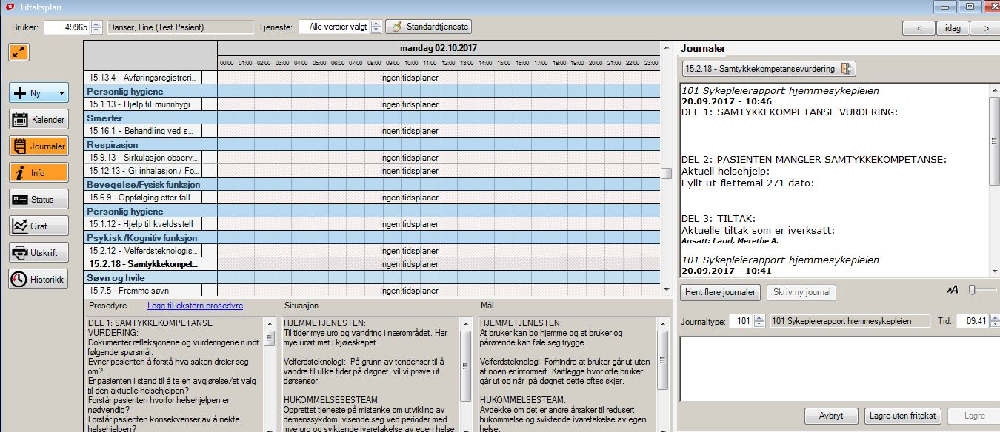 Tiltaksplan
Bruker: 49965 Danser, Line (Test Pasient) Tjeneste: Alle verdier valgt Standardtjeneste < idag >
Ny
Kalender
Journaler
Info
Status
Graf
Utskrift
Historikk
mandag 02.10.2017
00:00 01:00 02:00 03:00 04:00 05:00 06:00 07:00 08:00 09:00 10:00 11:00 12:00 13:00 14:00 15:00 16:00 17:00 18:00 19:00 20:00 21:00 22:00 23:00
15.13.4 - Avføringsregistreri... Ingen tidsplaner
Personlig hygiene
15.1.13 - Hjelp til munnhygi... Ingen tidsplaner
Smerter
15.16.1 - Behandling ved s... Ingen tidsplaner
Respirasjon
15.9.13 - Sirkulasjon observ... Ingen tidsplaner
15.12.13 - Gi inhalasjon / Fo... Ingen tidsplaner
Bevegelse/Fysisk funksjon
15.6.9 - Oppfølging etter fall Ingen tidsplaner
Personlig hygiene
15.1.12 - Hjelp til kveldsstell Ingen tidsplaner
Psykisk/Kognitiv funksjon
15.2.12 - Velferdsteknologis... Ingen tidsplaner
15.2.18 - Samtykkekompet... Ingen tidsplaner
Søvn og hvile
15.7.5 - Fremme søvn Ingen tidsplaner
Prosedyre Legg til ekstern prosedyre
DEL 1: SAMTYKKEKOMPETANSE
VURDERING:
Dokumenter refleksjonene og vurderingene rundt
følgende spørsmål:
Evner pasienten å forstå hva saken dreier seg
om?
Er pasienten i stand til å ta en avgjørelse/et valg
til den aktuelle helsehjelpen?
Forstår pasienten hvorfor helsehjelpen er
nødvendig?
Forstår pasienten konsekvenser av å nekte
helsehjelpen?
Situasjon
HJEMMETJENESTEN:
Til tider mye uro og vandring i nærområdet. Har
mye urørt mat i kjøleskapet.
Velferdsteknologi: På grunn av tendenser til å
vandre til ulike tider på døgnet, vil vi prøve ut
dørsensor.
HUKOMMELSESTEAM:
Opprettet tjeneste på mistanke om utvikling av
demenssykdom, visende seg ved perioder med
mye uro og sviktende ivaretakelse av egen helse.
Mål
HJEMMETJENESTEN:
At bruker kan bo hjemme og at bruker og
pårørende kan føle seg trygge.
Velferdsteknologi: Forhindre at bruker går ut uten
at noen er informert. Kartlegge hvor ofte bruker
går ut og når på døgnet dette oftes skjer.
HUKOMMELSESTEAM:
Avdekke om det er andre årsaker til redusert
hukommelse og sviktende ivaretakelse av egen
helse.
Journaler
15.2.18 - Samtykkekompetansevurdering
101 Sykepleierapport hjemmesykepleien
20.09.2017 - 10:46
DEL 1: SAMTYKKEKOMPETANSE VURDERING:
DEL 2: PASIENTEN MANGLER SAMTYKKEKOMPETANSE:
Aktuell helsehjelp:
Fyllt ut flettemal 271 dato:
DEL 3: TILTAK:
Aktuelle tiltak som er iverksatt:
Ansatt: Land, Merethe A.
101 Sykepleierapport hjemmesykepleien
20.09.2017 - 10:41
Hent flere journaler Skriv ny journal AA
Journaltype: 101 101 Sykepleierapport hjemmesykepleien Tid: 09:41
Avbryt Lagre uten fritekst Lagre